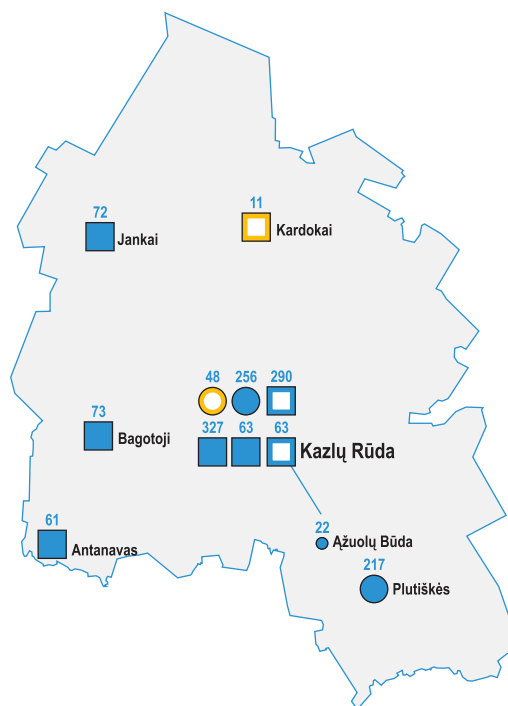 72
Jankai
11
Kardokai
48 256 290
327 63 63
Kazlų Rūda
73
Bagotoji
61
Antanavas
22
Ąžuolų Būda
217
Plutiškės